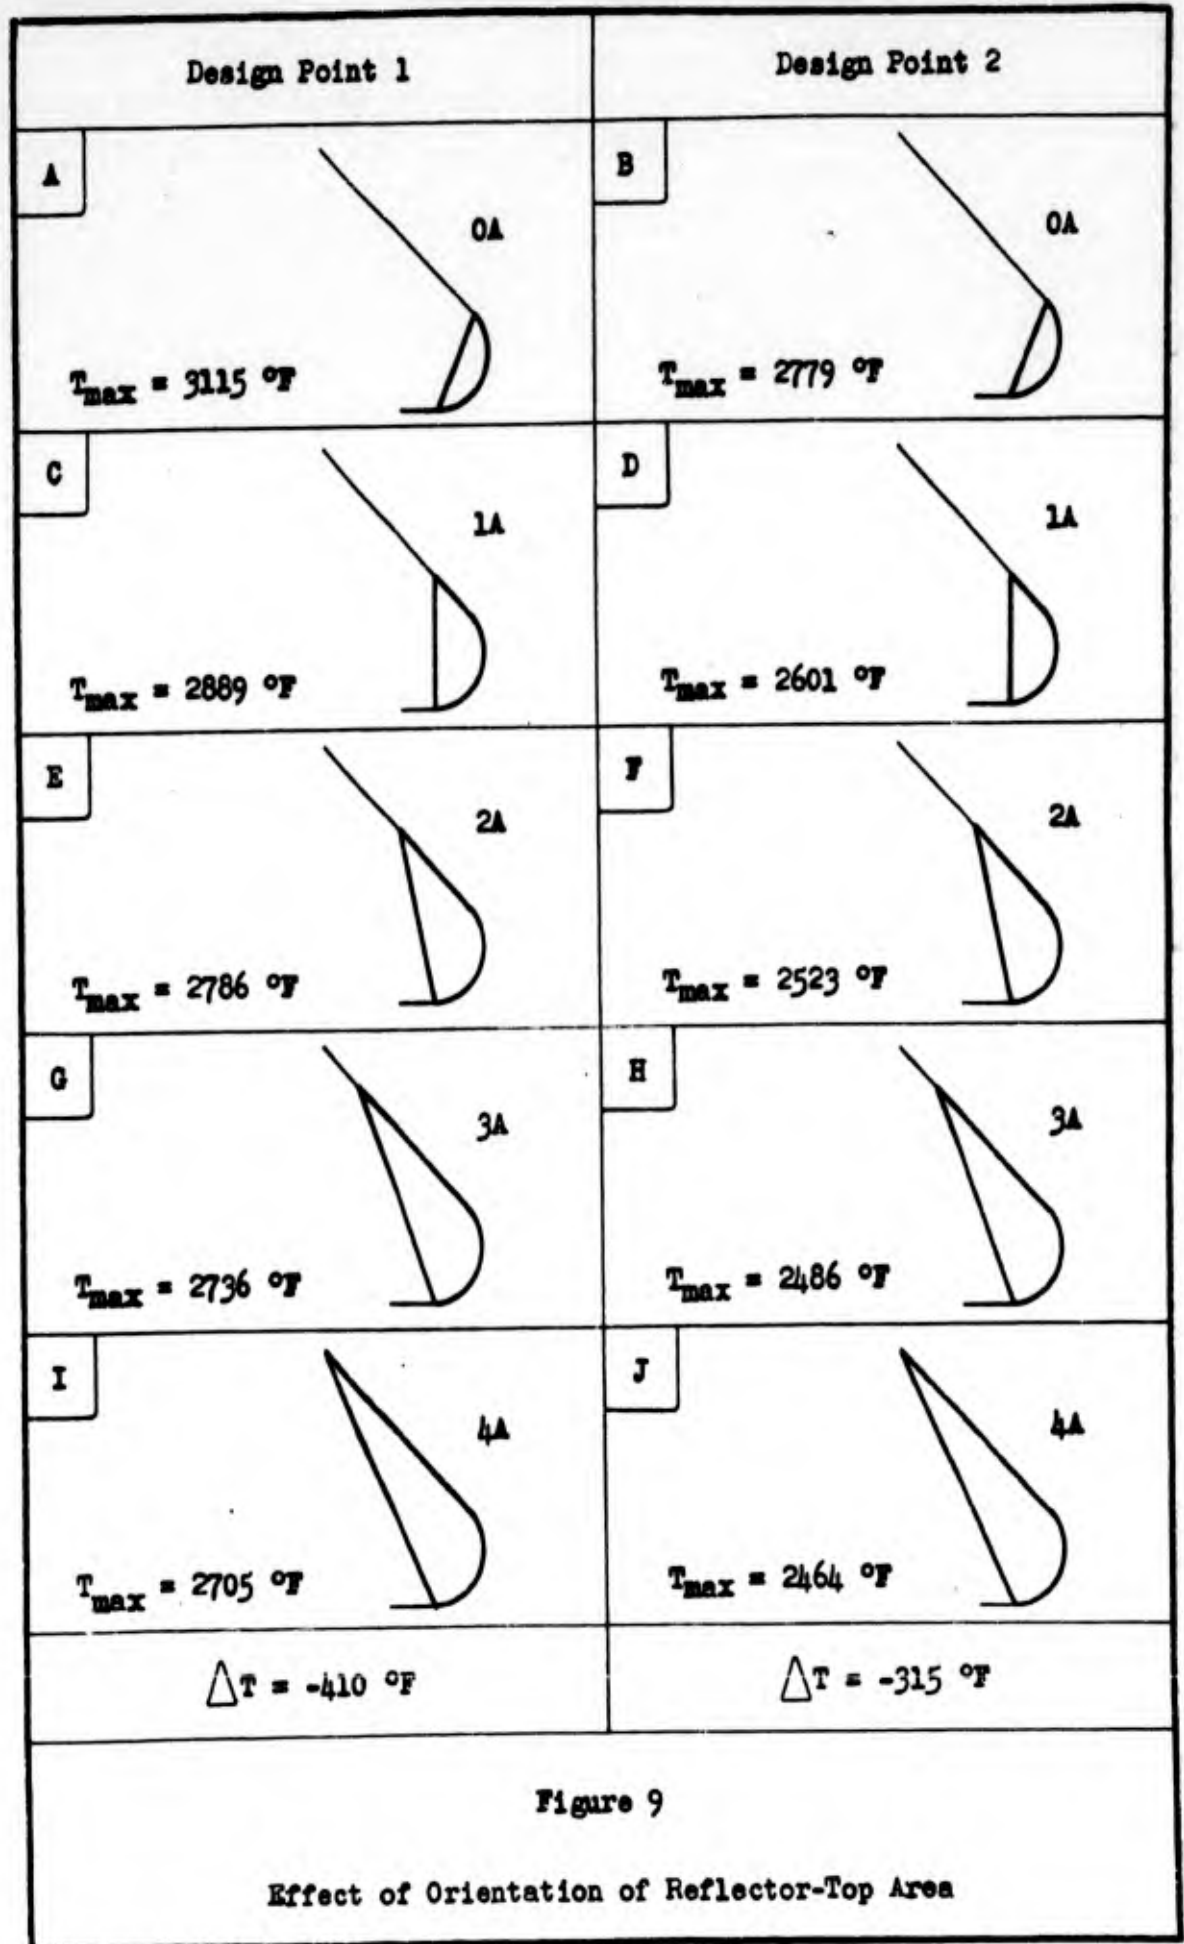 Design Point 1
Design Point 2
A
0A
Tmax = 3115 °F
B
0A
Tmax = 2779 °F
C
1A
Tmax = 2889 °F
D
1A
Tmax = 2601 °F
E
2A
Tmax = 2786 °F
F
2A
Tmax = 2523 °F
G
3A
Tmax = 2736 °F
H
3A
Tmax = 2486 °F
I
4A
Tmax = 2705 °F
J
4A
Tmax = 2464 °F
△T = -410 °F
△T = -315 °F
Figure 9
Effect of Orientation of Reflector-Top Area